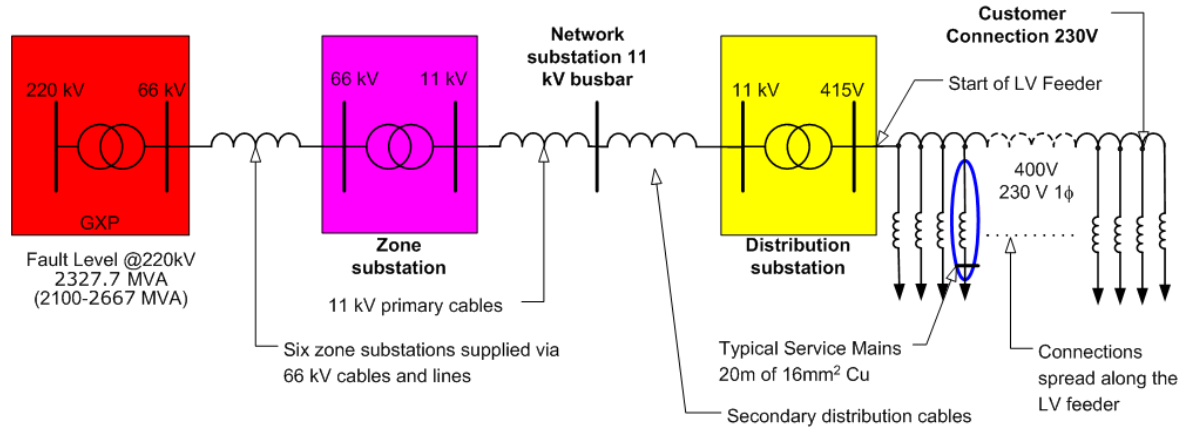 220 kV
66 kV
GXP
Fault Level @220kV
2327.7 MVA
(2100-2667 MVA)
66 kV
11 kV
Zone
substation
Network
substation 11
kV busbar
11 kV
415V
Distribution
substation
Customer
Connection 230V
Start of LV Feeder
400V
230 V 1ϕ
11 kV primary cables
Six zone substations supplied via
66 kV cables and lines
Typical Service Mains
20m of 16mm² Cu
Secondary distribution cables
Connections
spread along the
LV feeder